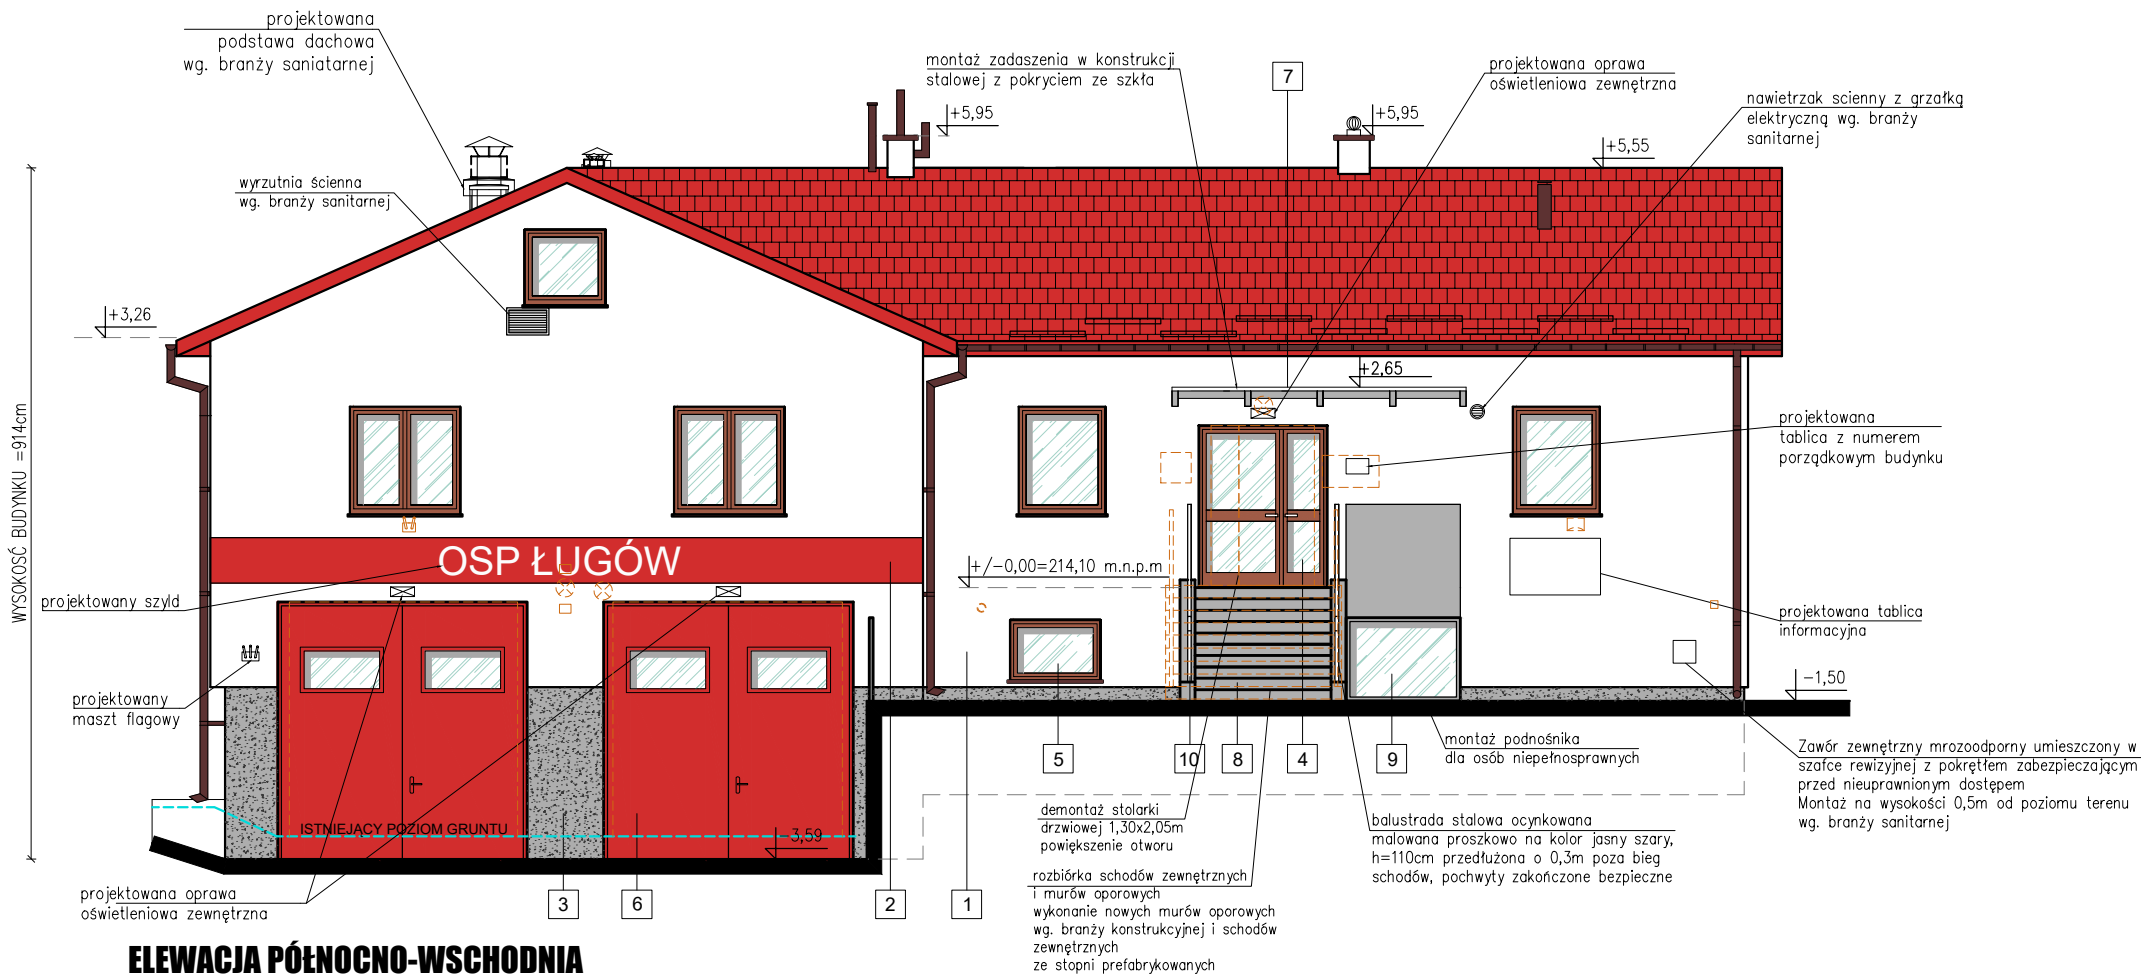 projektowana
podstawa dachowa
wg. branży saniatarnej
montaż zadaszenia w konstrukcji
stalowej z pokryciem ze szkła
7
projektowana oprawa
oświetleniowa zewnętrzna
nawietrzak scienny z grzałką
elektryczną wg. branży
sanitarnej
+5,95
+5,95
+5,55
wyrzutnia ścienna
wg. branży sanitarnej
+3,26
+2,65
WYSOKOŚĆ BUDYNKU =914cm
projektowana
tablica z numerem
porządkowym budynku
OSP ŁUGÓW
+/-0,00=214,10 m.n.p.m
projektowany szyld
projektowana tablica
informacyjna
projektowany
maszt flagowy
-1,50
5
10
8
4
9
montaż podnośnika
dla osób niepełnosprawnych
Zawór zewnętrzny mrozoodporny umieszczony w
szafce rewizyjnej z pokrętłem zabezpieczającym
przed nieuprawnionym dostępem
Montaż na wysokości 0,5m od poziomu terenu
wg. branży sanitarnej
ISTNIEJĄCY POZIOM GRUNTU
-3,59
demontaż stolarki
drzwiowej 1,30x2,05m
powiększenie otworu
balustrada stalowa ocynkowana
malowana proszkowo na kolor jasny szary,
h=110cm przedłużona o 0,3m poza bieg
schodów, pochwyty zakończone bezpieczne
projektowana oprawa
oświetleniowa zewnętrzna
3
6
2
1
rozbiórka schodów zewnętrznych
i murów oporowych
wykonanie nowych murów oporowych
wg. branży konstrukcyjnej i schodów
zewnętrznych
ze stopni prefabrykowanych
ELEWACJA PÓŁNOCNO-WSCHODNIA